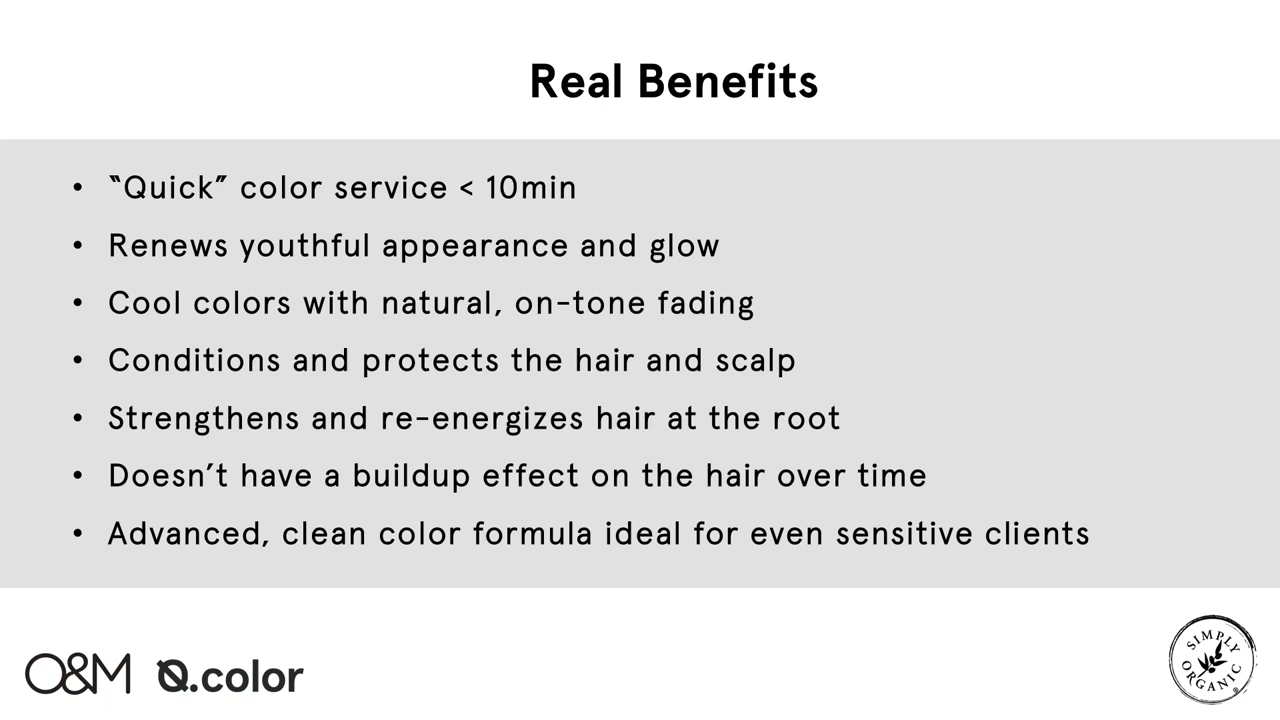 Real Benefits
• “Quick” color service < 10min
• Renews youthful appearance and glow
• Cool colors with natural, on-tone fading
• Conditions and protects the hair and scalp
• Strengthens and re-energizes hair at the root
• Doesn’t have a buildup effect on the hair over time
• Advanced, clean color formula ideal for even sensitive clients
O&M Q.color
SIMPLY
ORGANIC
®